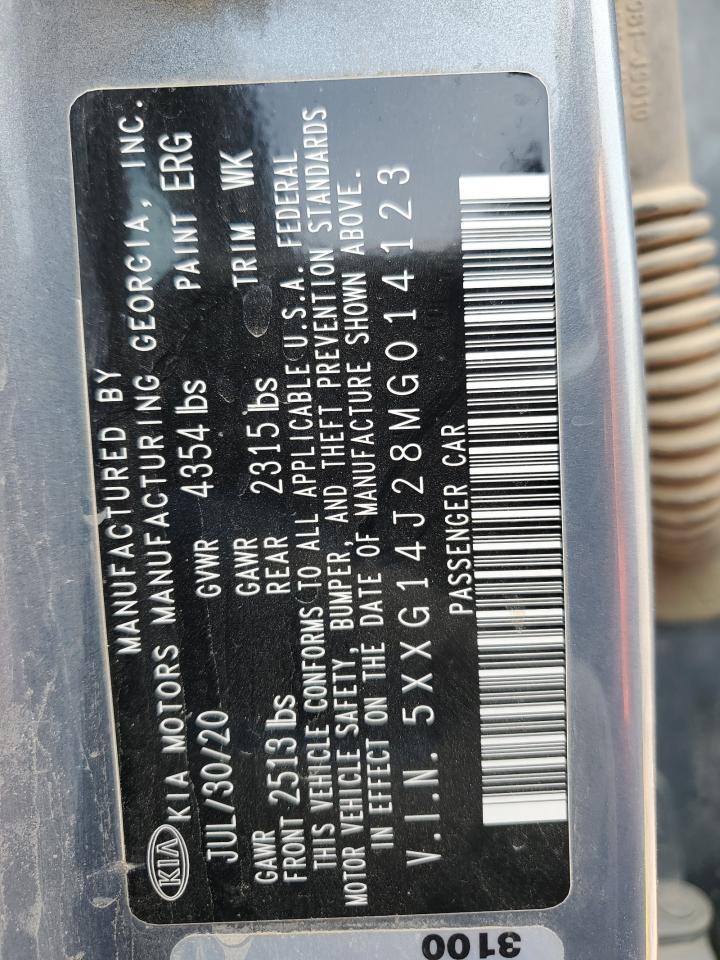 MANUFACTURED BY
KIA KIA MOTORS MANUFACTURING GEORGIA, INC.
JUL/30/20 GVWR 4354 lbs PAINT ERG
GAWR FRONT 2513 lbs GAWR REAR 2315 lbs TRIM WK
THIS VEHICLE CONFORMS TO ALL APPLICABLE U.S.A. FEDERAL
MOTOR VEHICLE SAFETY, BUMPER, AND THEFT PREVENTION STANDARDS
IN EFFECT ON THE DATE OF MANUFACTURE SHOWN ABOVE.
V.I.N. 5XXG14J28MG014123
PASSENGER CAR
3100